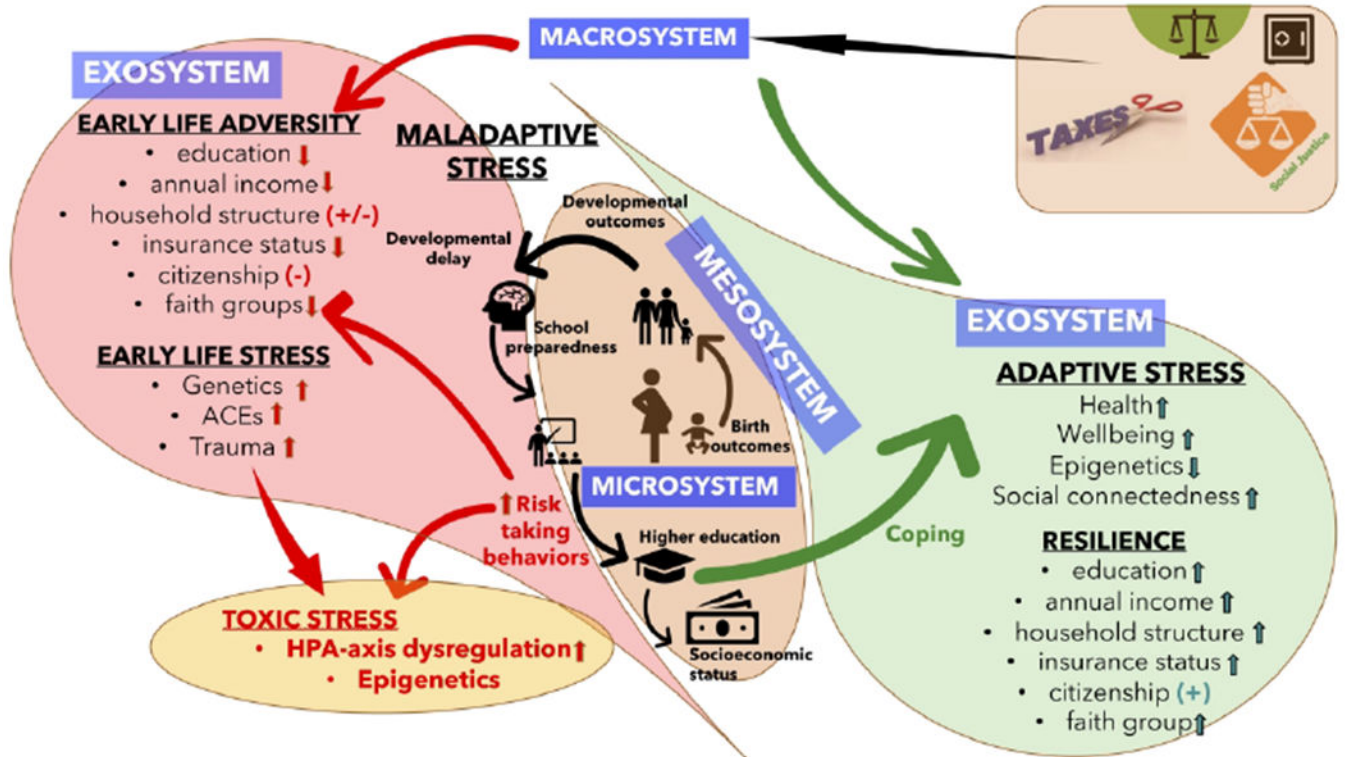 MACROSYSTEM
TAXES
Social Justice
EXOSYSTEM
EARLY LIFE ADVERSITY
• education ↓
• annual income ↓
• household structure (+/-)
• insurance status ↓
• citizenship (-)
• faith groups ↓
EARLY LIFE STRESS
• Genetics ↑
• ACEs ↑
• Trauma ↑
MALADAPTIVE
STRESS
Developmental
outcomes
Developmental
delay
School
preparedness
MESOSYSTEM
Birth
outcomes
MICROSYSTEM
↑ Risk
taking
behaviors
Higher education
Socioeconomic
status
Coping
TOXIC STRESS
• HPA-axis dysregulation ↑
• Epigenetics
EXOSYSTEM
ADAPTIVE STRESS
Health ↑
Wellbeing ↑
Epigenetics ↓
Social connectedness ↑
RESILIENCE
• education ↑
• annual income ↑
• household structure ↑
• insurance status ↑
• citizenship (+)
• faith group ↑